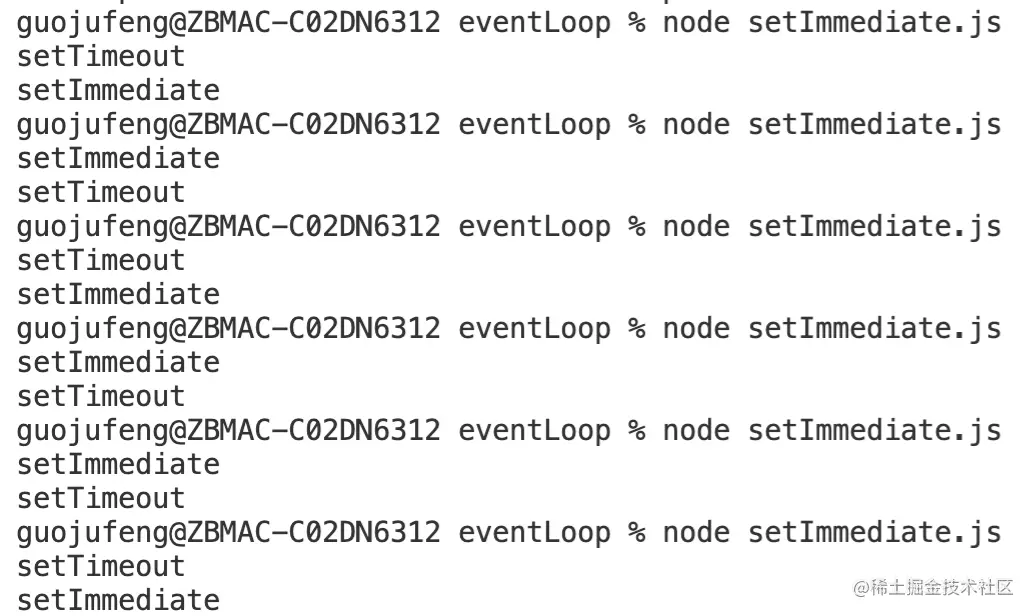 guojufeng@ZBMAC-C02DN6312 eventLoop % node setImmediate.js
setTimeout
setImmediate
guojufeng@ZBMAC-C02DN6312 eventLoop % node setImmediate.js
setImmediate
setTimeout
guojufeng@ZBMAC-C02DN6312 eventLoop % node setImmediate.js
setTimeout
setImmediate
guojufeng@ZBMAC-C02DN6312 eventLoop % node setImmediate.js
setImmediate
setTimeout
guojufeng@ZBMAC-C02DN6312 eventLoop % node setImmediate.js
setImmediate
setTimeout
guojufeng@ZBMAC-C02DN6312 eventLoop % node setImmediate.js
setTimeout
setImmediate
@稀土掘金技术社区